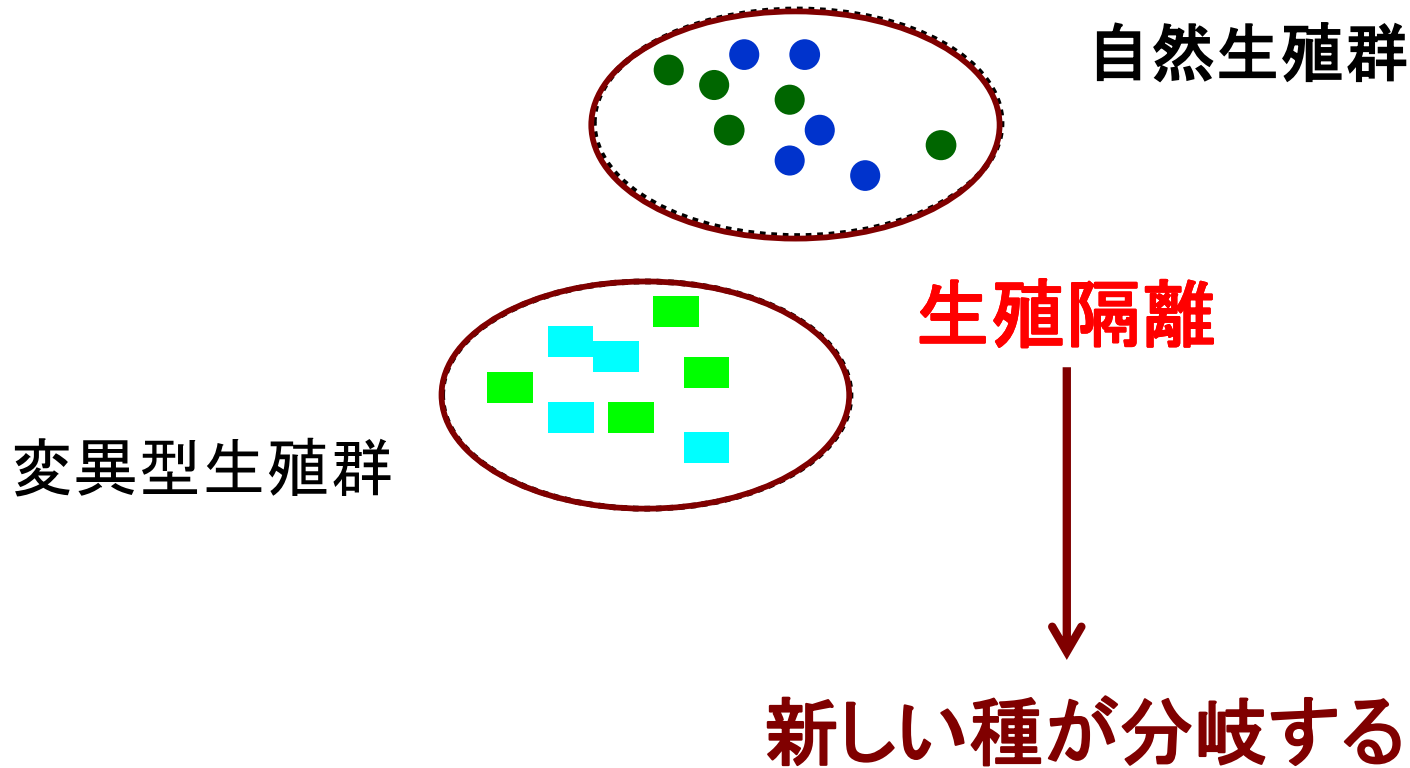 自然生殖群
生殖隔離
変異型生殖群
新しい種が分岐する